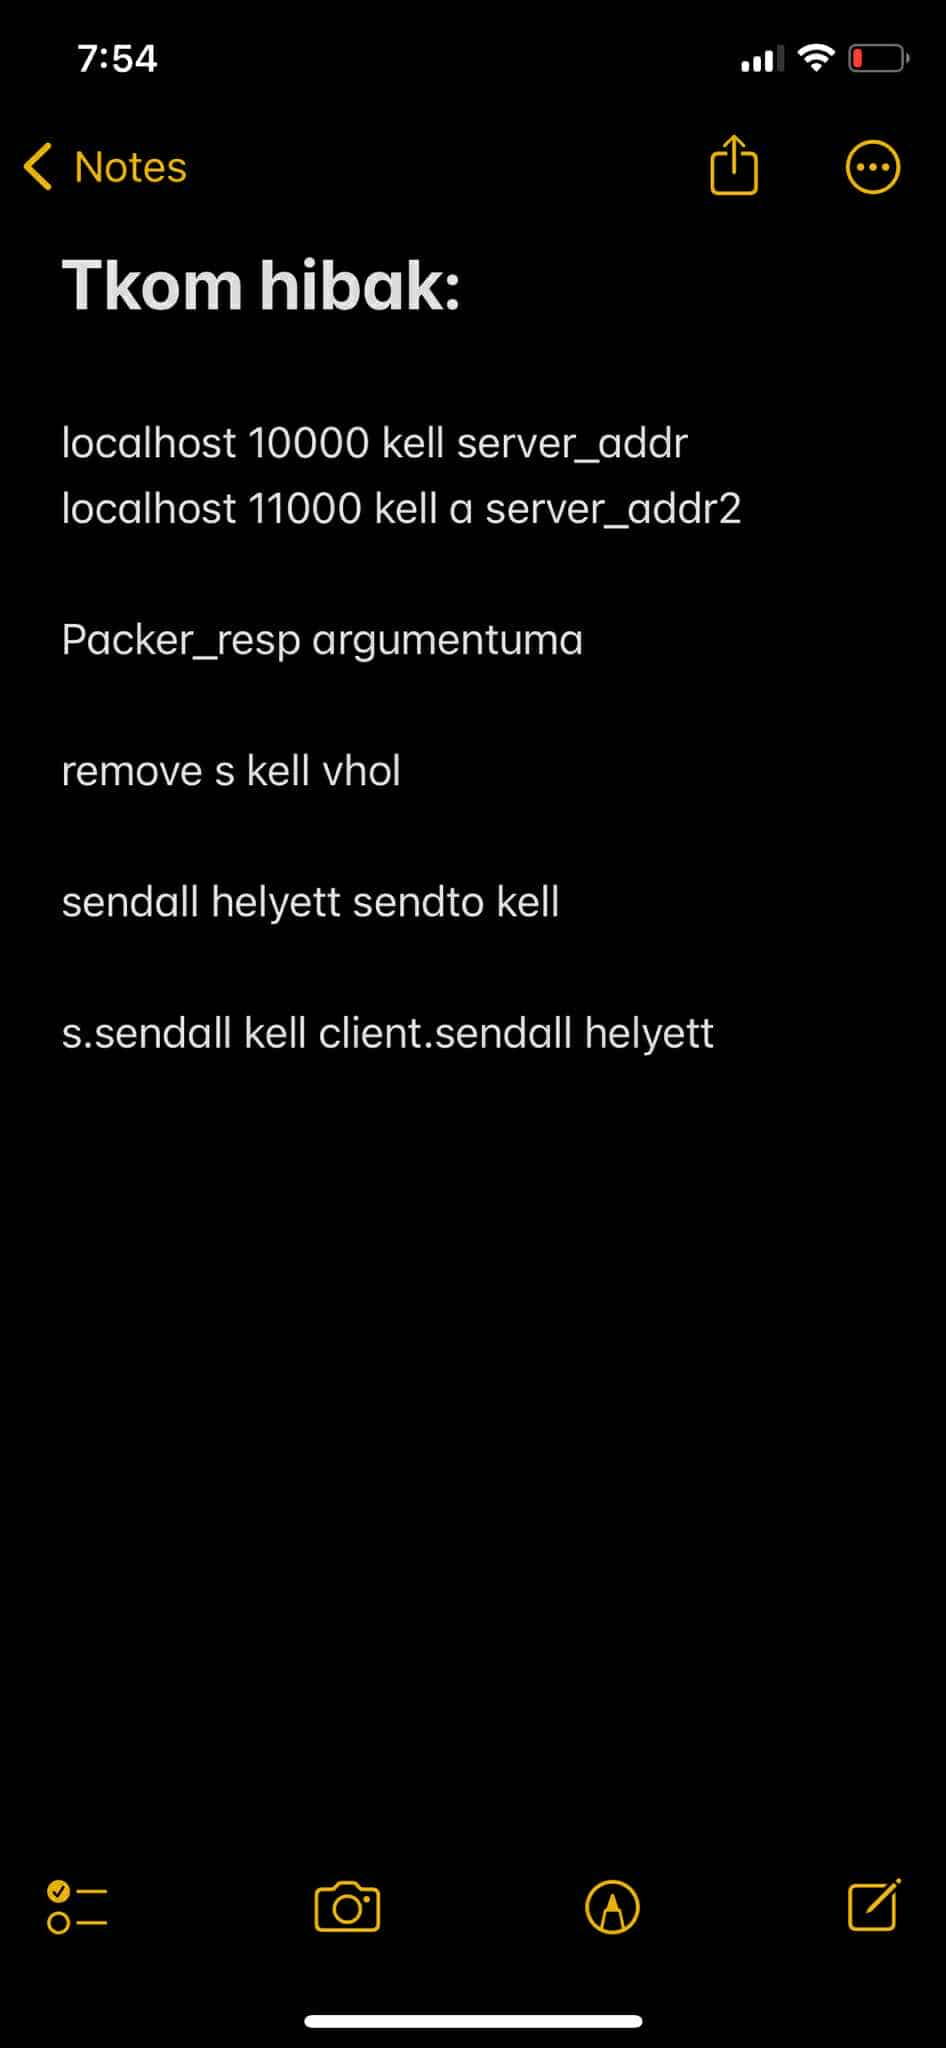 7:54
Notes
Tkom hibak:
localhost 10000 kell server_addr
localhost 11000 kell a server_addr2
Packer_resp argumentuma
remove s kell vhol
sendall helyett sendto kell
s.sendall kell client.sendall helyett